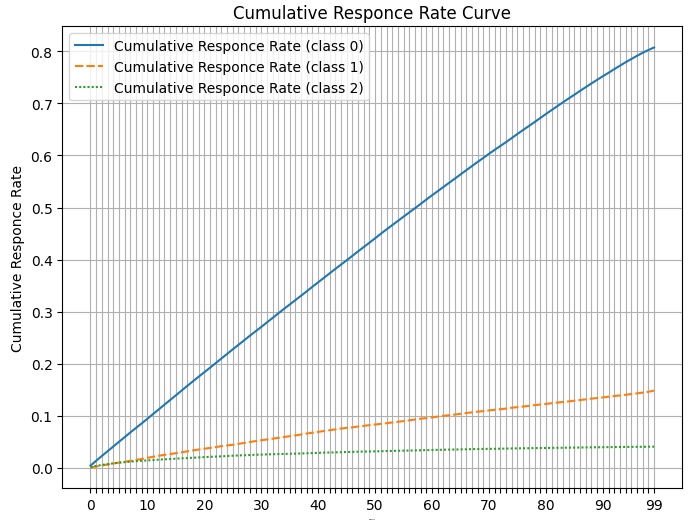 Cumulative Responce Rate Curve
Cumulative Responce Rate (class 0)
Cumulative Responce Rate (class 1)
Cumulative Responce Rate (class 2)
Cumulative Responce Rate
0.8
0.7
0.6
0.5
0.4
0.3
0.2
0.1
0.0
0 10 20 30 40 50 60 70 80 90 99